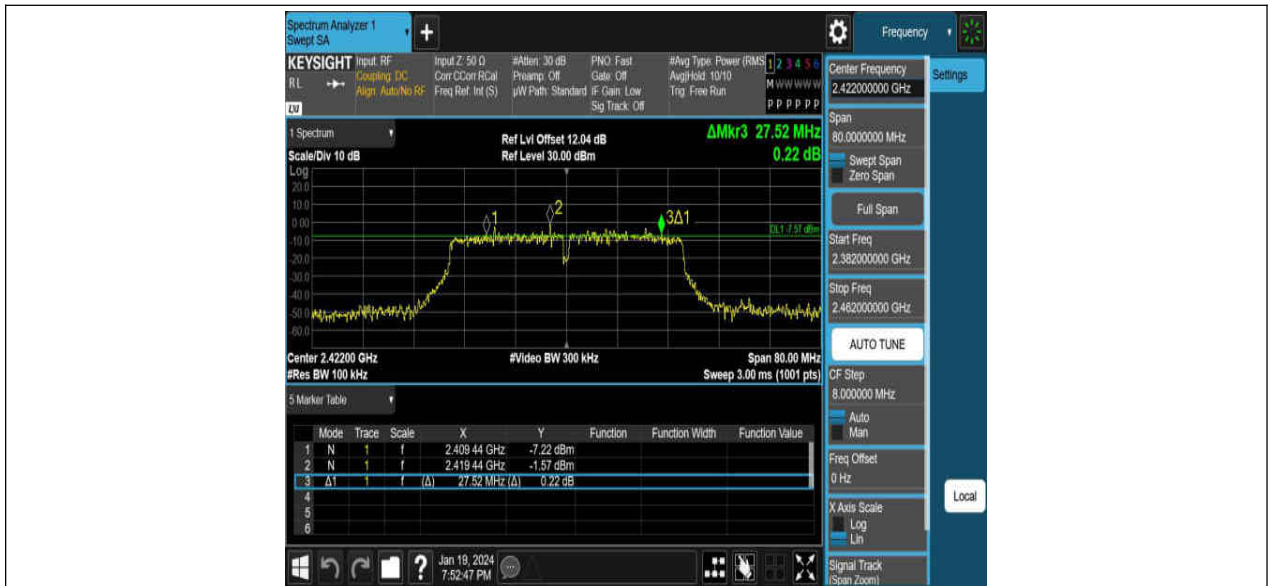 Spectrum Analyzer 1
Swept SA
+
Frequency
KEYSIGHT
RL
LXI
Input: RF
Coupling: DC
Align: Auto/No RF
Input Z: 50 Ω
Corr CCorr RCal
Freq Ref: Int (S)
#Atten: 30 dB
Preamp: Off
µW Path: Standard
PNO: Fast
Gate: Off
IF Gain: Low
Sig Track: Off
#Avg Type: Power (RMS
Avg|Hold: 10/10
Trig: Free Run
1 2 3 4 5 6
M W W W W W
P P P P P P
1 Spectrum
Scale/Div 10 dB
Ref Lvl Offset 12.04 dB
Ref Level 30.00 dBm
ΔMkr3 27.52 MHz
0.22 dB
Log
20.0
10.0
0.00
-10.0
-20.0
-30.0
-40.0
-50.0
-60.0
1
2
3Δ1
DL1 -7.57 dBm
Center 2.42200 GHz
#Res BW 100 kHz
#Video BW 300 kHz
Span 80.00 MHz
Sweep 3.00 ms (1001 pts)
5 Marker Table
Mode Trace Scale X Y Function Function Width Function Value
1 N 1 f 2.409 44 GHz -7.22 dBm
2 N 1 f 2.419 44 GHz -1.57 dBm
3 Δ1 1 f (Δ) 27.52 MHz (Δ) 0.22 dB
4
5
6
?
Jan 19, 2024
7:52:47 PM
Center Frequency
2.422000000 GHz
Settings
Span
80.0000000 MHz
Swept Span
Zero Span
Full Span
Start Freq
2.382000000 GHz
Stop Freq
2.462000000 GHz
AUTO TUNE
CF Step
8.000000 MHz
Auto
Man
Freq Offset
0 Hz
X Axis Scale
Log
Lin
Local
Signal Track
(Span Zoom)